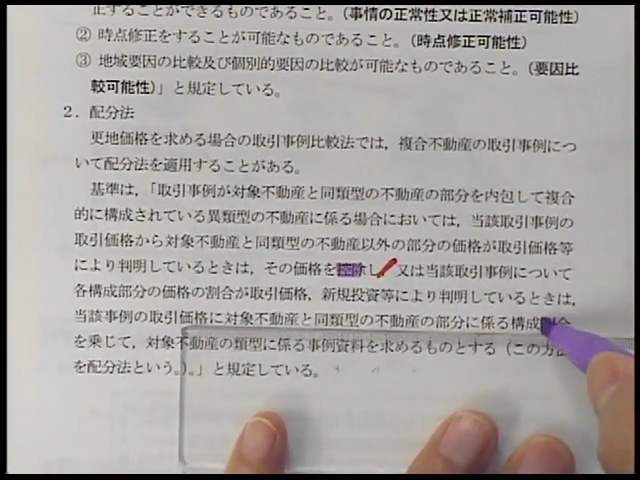 正することができるものであること。(事情の正常性又は正常補正可能性)
② 時点修正をすることが可能なものであること。(時点修正可能性)
③ 地域要因の比較及び個別的要因の比較が可能なものであること。(要因比
較可能性)」と規定している。
2．配分法
更地価格を求める場合の取引事例比較法では，複合不動産の取引事例につ
いて配分法を適用することがある。
基準は，「取引事例が対象不動産と同類型の不動産の部分を内包して複合
的に構成されている異類型の不動産に係る場合においては，当該取引事例の
取引価格から対象不動産と同類型の不動産以外の部分の価格が取引価格等
により判明しているときは，その価格を控除し 又は当該取引事例について
各構成部分の価格の割合が取引価格，新規投資等により判明しているときは，
当該事例の取引価格に対象不動産と同類型の不動産の部分に係る構成割合
を乗じて，対象不動産の類型に係る事例資料を求めるものとする（この方法
を配分法という。）。」と規定している。